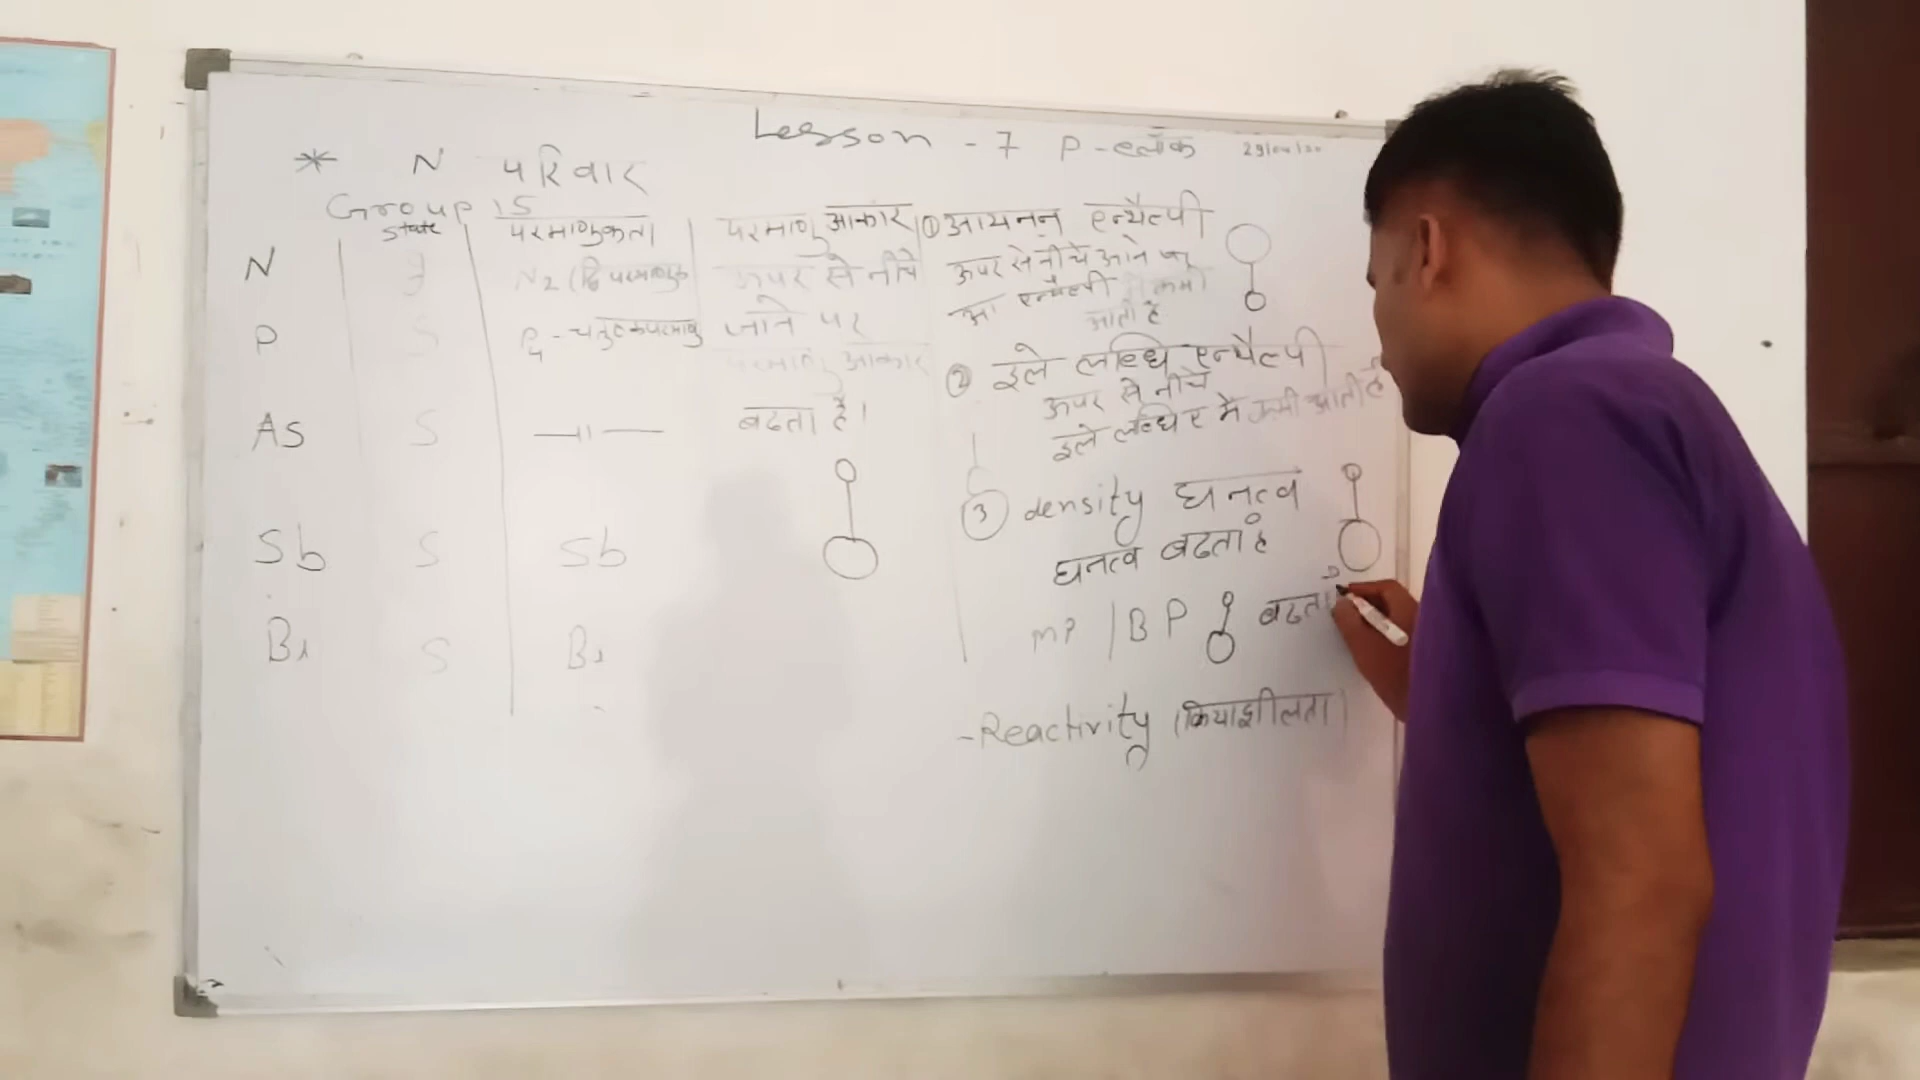 Lesson - 7 P-ब्लॉक
* N परिवार
Group 15
State परमाणुकता परमाणु आकार
N g N2 (द्विपरमाणुक ऊपर से नीचे
P S P4 - चतुष्कपरमाणु जाने पर
परमाणु आकार
As S —ıı— बढता है।
Sb S Sb
Bi S Bi
① आयनन एन्थैल्पी
ऊपर से नीचे आने पर
आ एन्थैल्पी में कमी
आती है
② इले लब्धि एन्थैल्पी
ऊपर से नीचे
इले लब्धि ए में कमी आती है
③ density घनत्व
घनत्व बढता है
mp / BP बढता
- Reactivity (क्रियाशीलता)